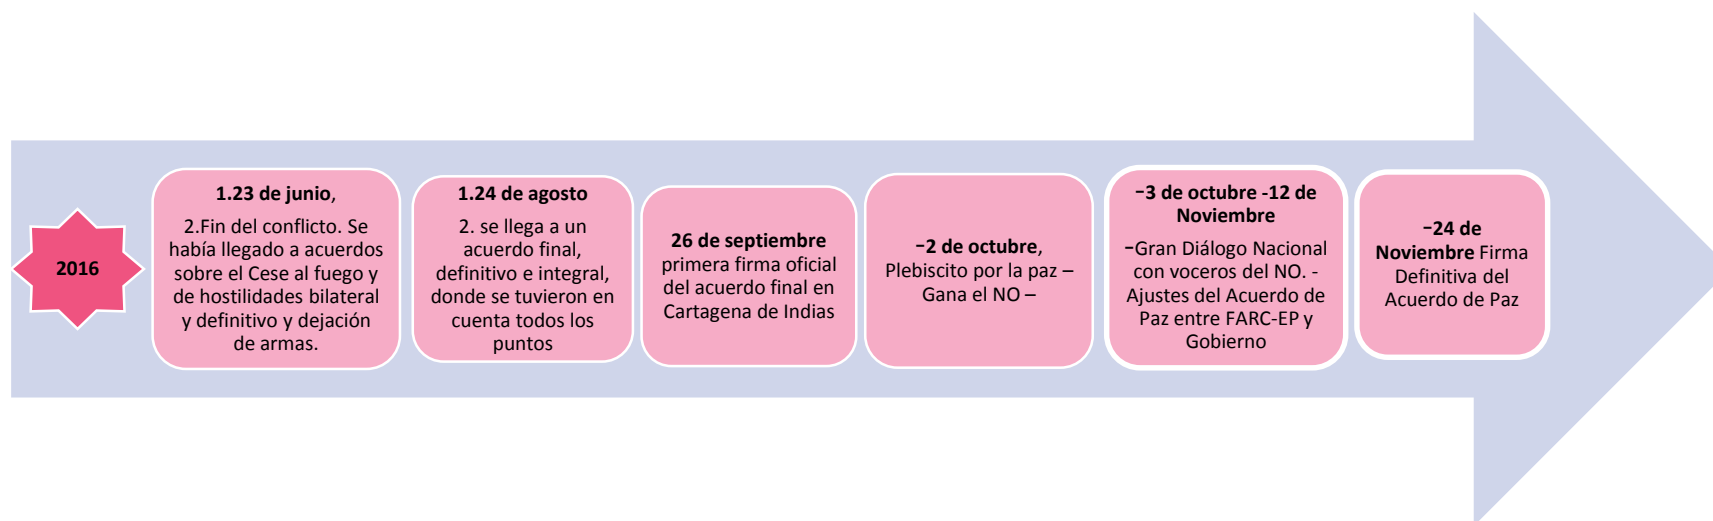 2016
1.23 de junio,
2.Fin del conflicto. Se
había llegado a acuerdos
sobre el Cese al fuego y
de hostilidades bilateral
y definitivo y dejación
de armas.
1.24 de agosto
2. se llega a un
acuerdo final,
definitivo e integral,
donde se tuvieron en
cuenta todos los
puntos
26 de septiembre
primera firma oficial
del acuerdo final en
Cartagena de Indias
−2 de octubre,
Plebiscito por la paz –
Gana el NO –
−3 de octubre -12 de
Noviembre
−Gran Diálogo Nacional
con voceros del NO. -
Ajustes del Acuerdo de
Paz entre FARC-EP y
Gobierno
−24 de
Noviembre Firma
Definitiva del
Acuerdo de Paz